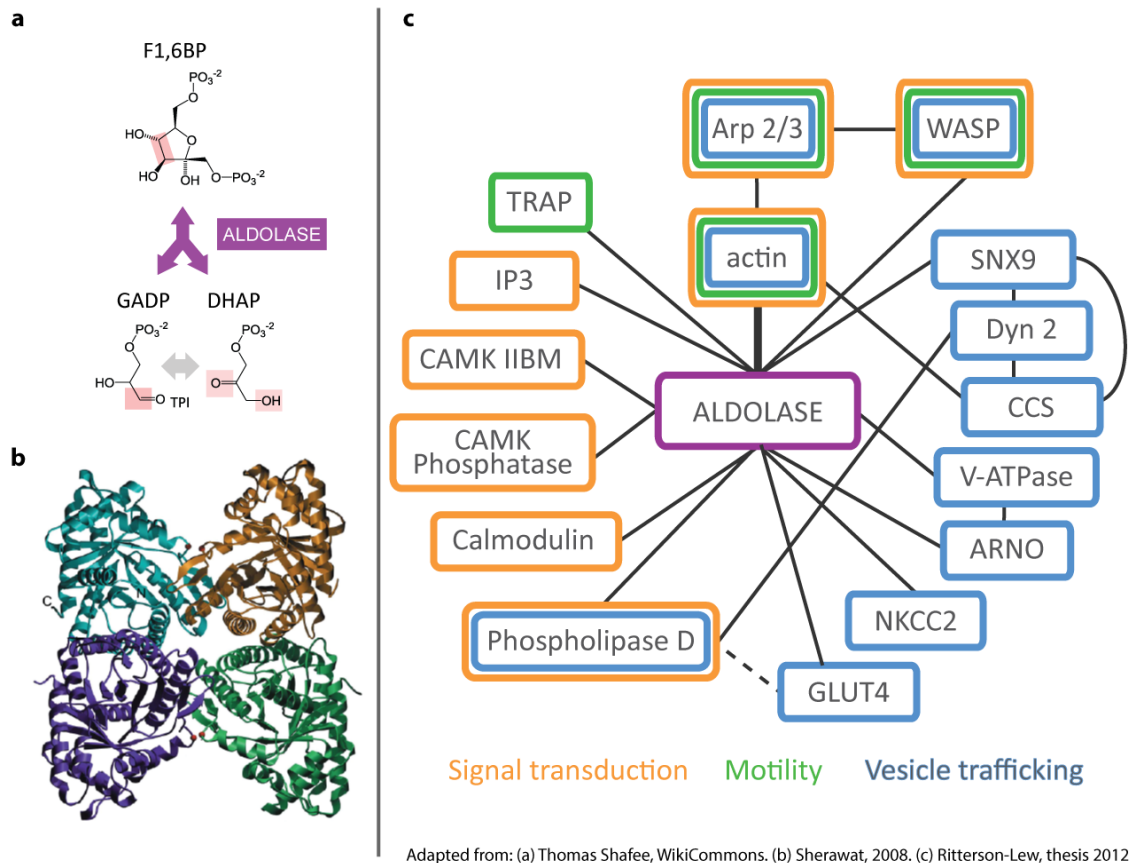 a
F1,6BP
PO₃⁻²
O
HO
O
HO
OH
O—PO₃⁻²
ALDOLASE
GADP
DHAP
PO₃⁻²
PO₃⁻²
O
O
HO
O
O
TPI
OH
b
C
c
Arp 2/3
WASP
TRAP
actin
SNX9
IP3
Dyn 2
CAMK IIBM
ALDOLASE
CCS
CAMK
Phosphatase
V-ATPase
Calmodulin
ARNO
NKCC2
Phospholipase D
GLUT4
Signal transduction
Motility
Vesicle trafficking
Adapted from: (a) Thomas Shafee, WikiCommons. (b) Sherawat, 2008. (c) Ritterson-Lew, thesis 2012